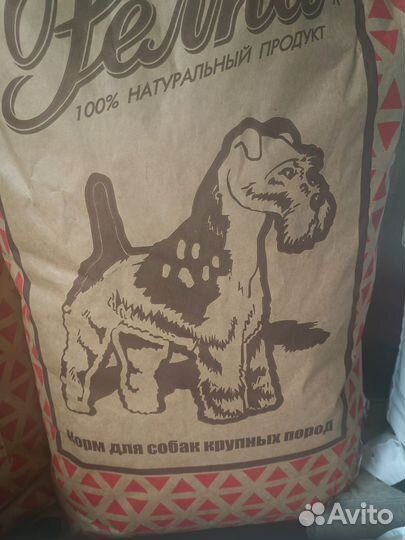 100% НАТУРАЛЬНЫЙ ПРОДУКТ
Корм для собак крупных пород
Avito